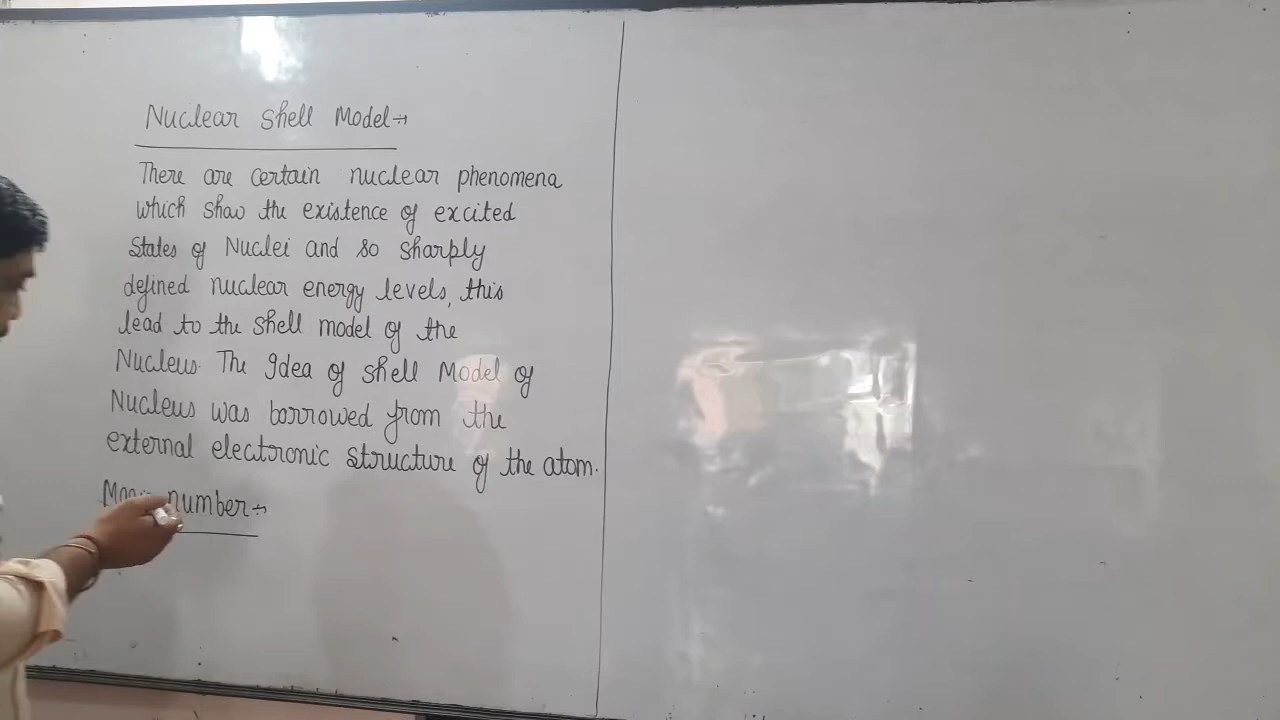 Nuclear Shell Model→
There are certain nuclear phenomena
which show the existence of excited
states of Nuclei and so sharply
defined nuclear energy levels, this
lead to the shell model of the
Nucleus. The Idea of shell Model of
Nucleus was borrowed from the
external electronic structure of the atom.
number→